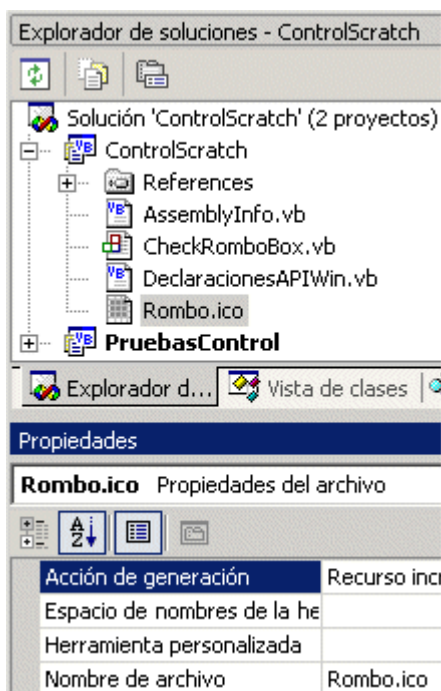 Explorador de soluciones - ControlScratch
Solución 'ControlScratch' (2 proyectos)
ControlScratch
References
AssemblyInfo.vb
CheckRomboBox.vb
DeclaracionesAPIWin.vb
Rombo.ico
PruebasControl
Explorador d... Vista de clases
Propiedades
Rombo.ico Propiedades del archivo
Acción de generación Recurso incr
Espacio de nombres de la he
Herramienta personalizada
Nombre de archivo Rombo.ico